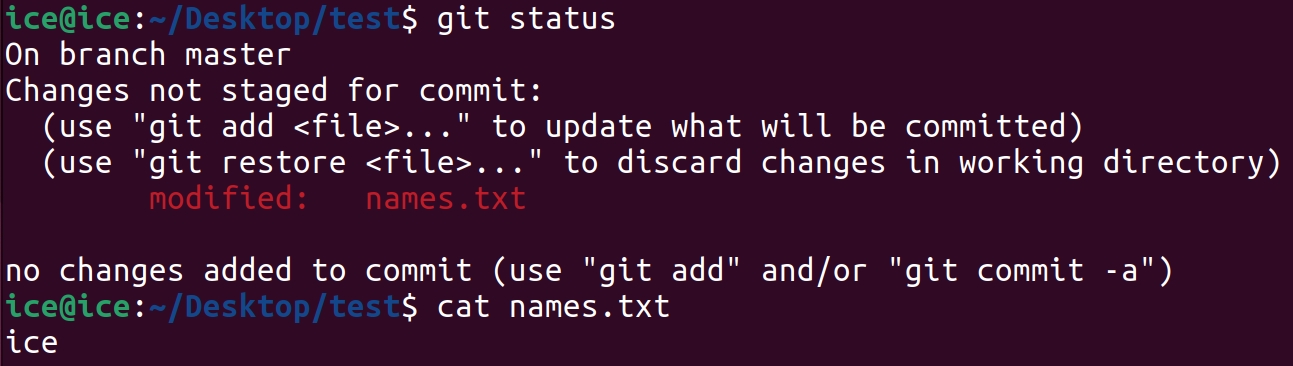 ice@ice:~/Desktop/test$ git status
On branch master
Changes not staged for commit:
  (use "git add <file>..." to update what will be committed)
  (use "git restore <file>..." to discard changes in working directory)
        modified:   names.txt

no changes added to commit (use "git add" and/or "git commit -a")
ice@ice:~/Desktop/test$ cat names.txt
ice